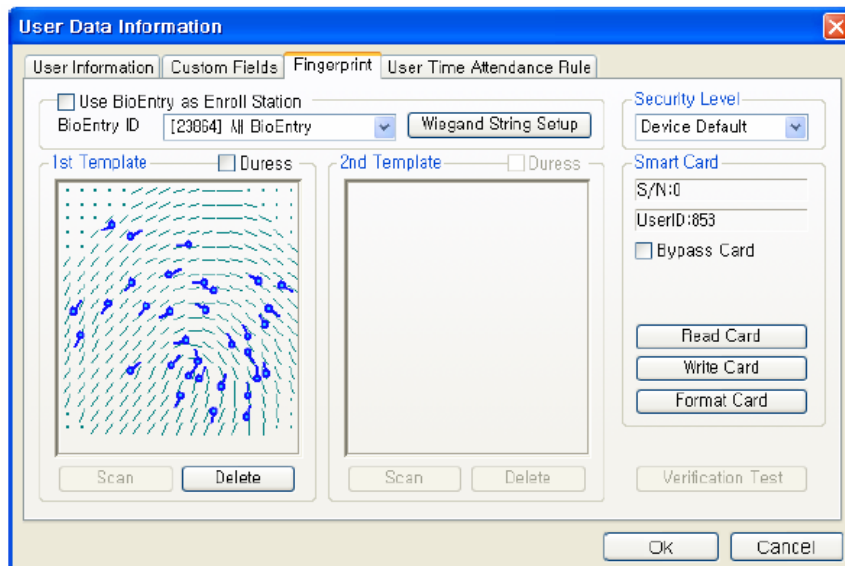 User Data Information
User Information Custom Fields Fingerprint User Time Attendance Rule
Use BioEntry as Enroll Station
Security Level
BioEntry ID [23864] 새 BioEntry Wiegand String Setup
Device Default
1st Template Duress
2nd Template Duress
Smart Card
S/N:0
UserID:853
Bypass Card
Read Card
Write Card
Format Card
Scan Delete
Scan Delete
Verification Test
OK Cancel